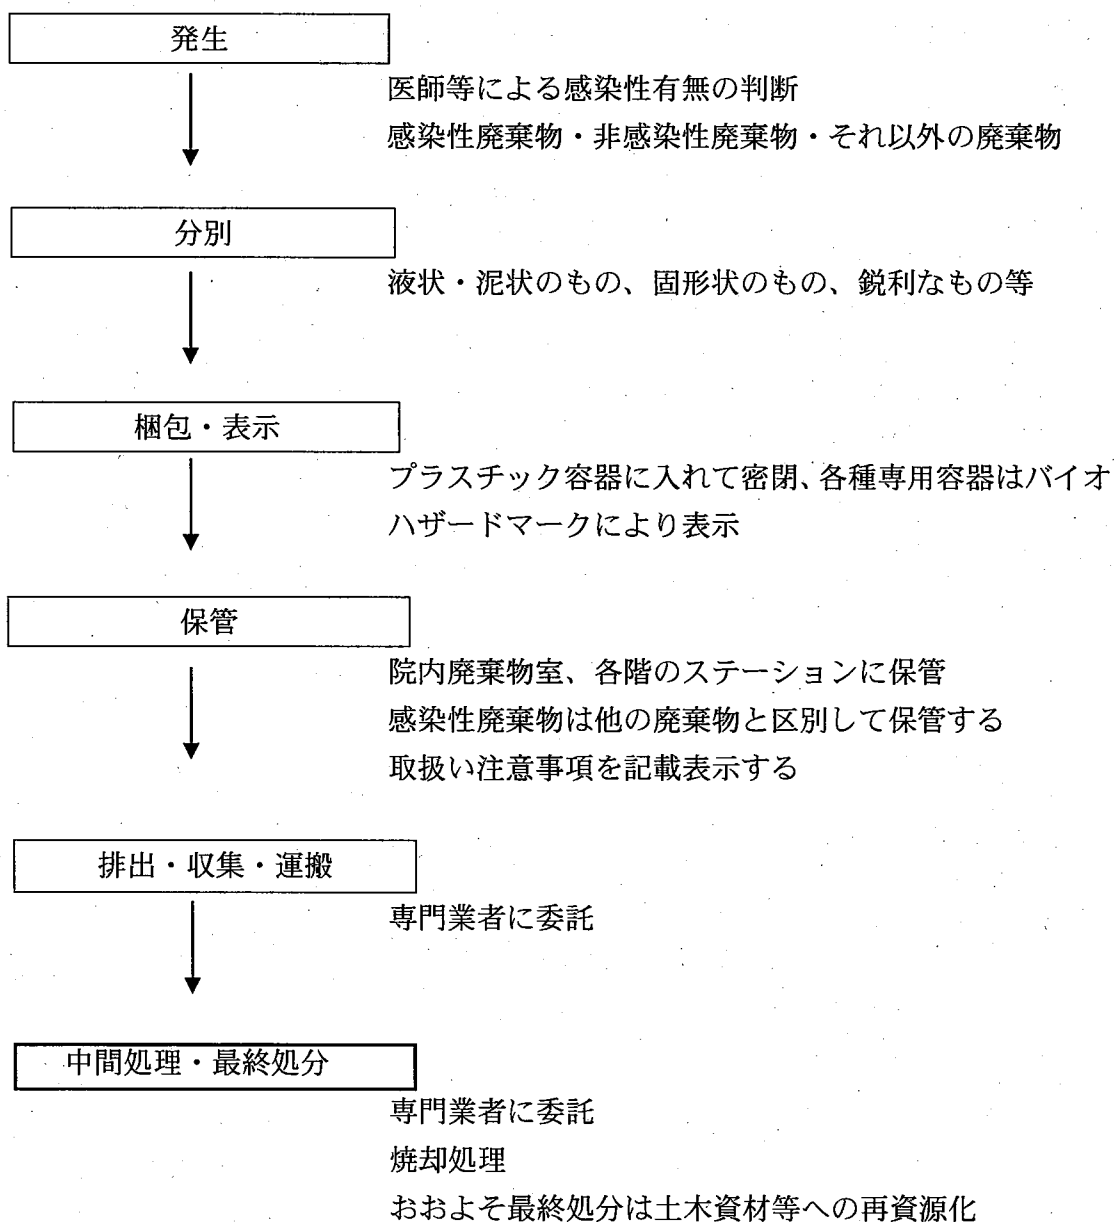 発生
医師等による感染性有無の判断
感染性廃棄物・非感染性廃棄物・それ以外の廃棄物
分別
液状・泥状のもの、固形状のもの、鋭利なもの等
梱包・表示
プラスチック容器に入れて密閉、各種専用容器はバイオ
ハザードマークにより表示
保管
院内廃棄物室、各階のステーションに保管
感染性廃棄物は他の廃棄物と区別して保管する
取扱い注意事項を記載表示する
排出・収集・運搬
専門業者に委託
中間処理・最終処分
専門業者に委託
焼却処理
おおよそ最終処分は土木資材等への再資源化